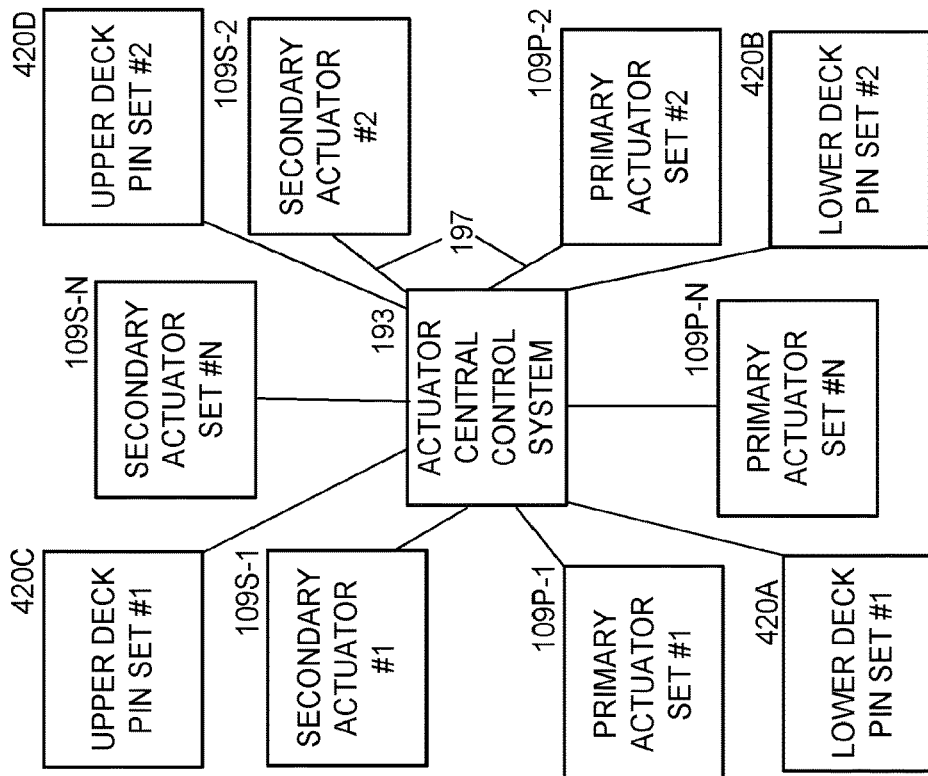 420C
UPPER DECK
PIN SET #1
420D
UPPER DECK
PIN SET #2
109S-N
SECONDARY
ACTUATOR
SET #N
109S-1
SECONDARY
ACTUATOR
#1
109S-2
SECONDARY
ACTUATOR
#2
193
ACTUATOR
CENTRAL
CONTROL
SYSTEM
197
109P-1
PRIMARY
ACTUATOR
SET #1
109P-2
PRIMARY
ACTUATOR
SET #2
109P-N
PRIMARY
ACTUATOR
SET #N
420A
LOWER DECK
PIN SET #1
420B
LOWER DECK
PIN SET #2